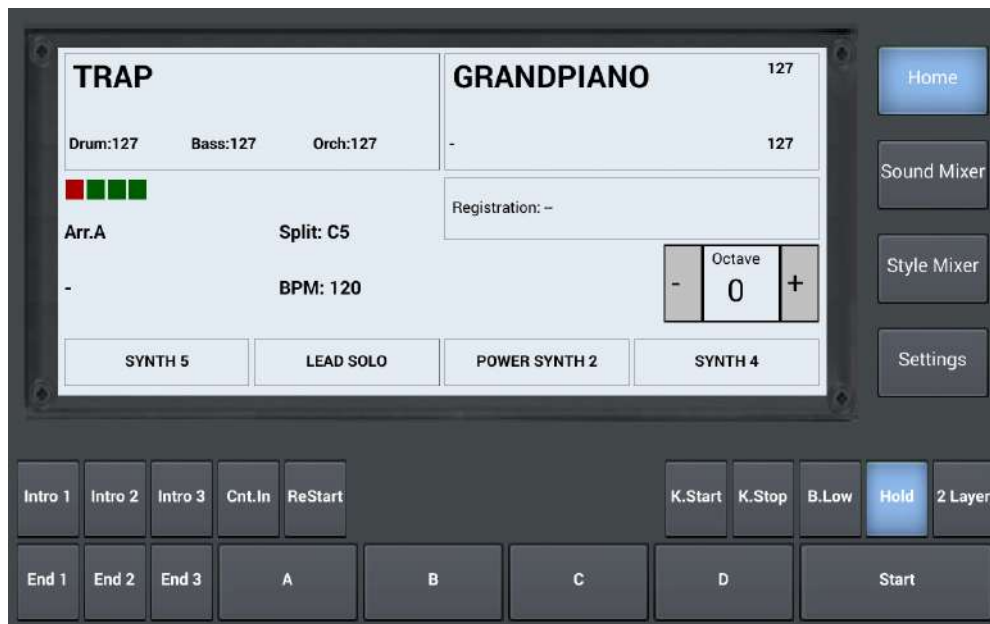 TRAP
Drum:127 Bass:127 Orch:127
GRANDPIANO 127
- 127
Home
Sound Mixer
Style Mixer
Settings
Registration: --
Arr.A Split: C5
- BPM: 120
Octave
- 0 +
SYNTH 5 LEAD SOLO POWER SYNTH 2 SYNTH 4
Intro 1 Intro 2 Intro 3 Cnt.In ReStart K.Start K.Stop B.Low Hold 2 Layer
End 1 End 2 End 3 A B C D Start